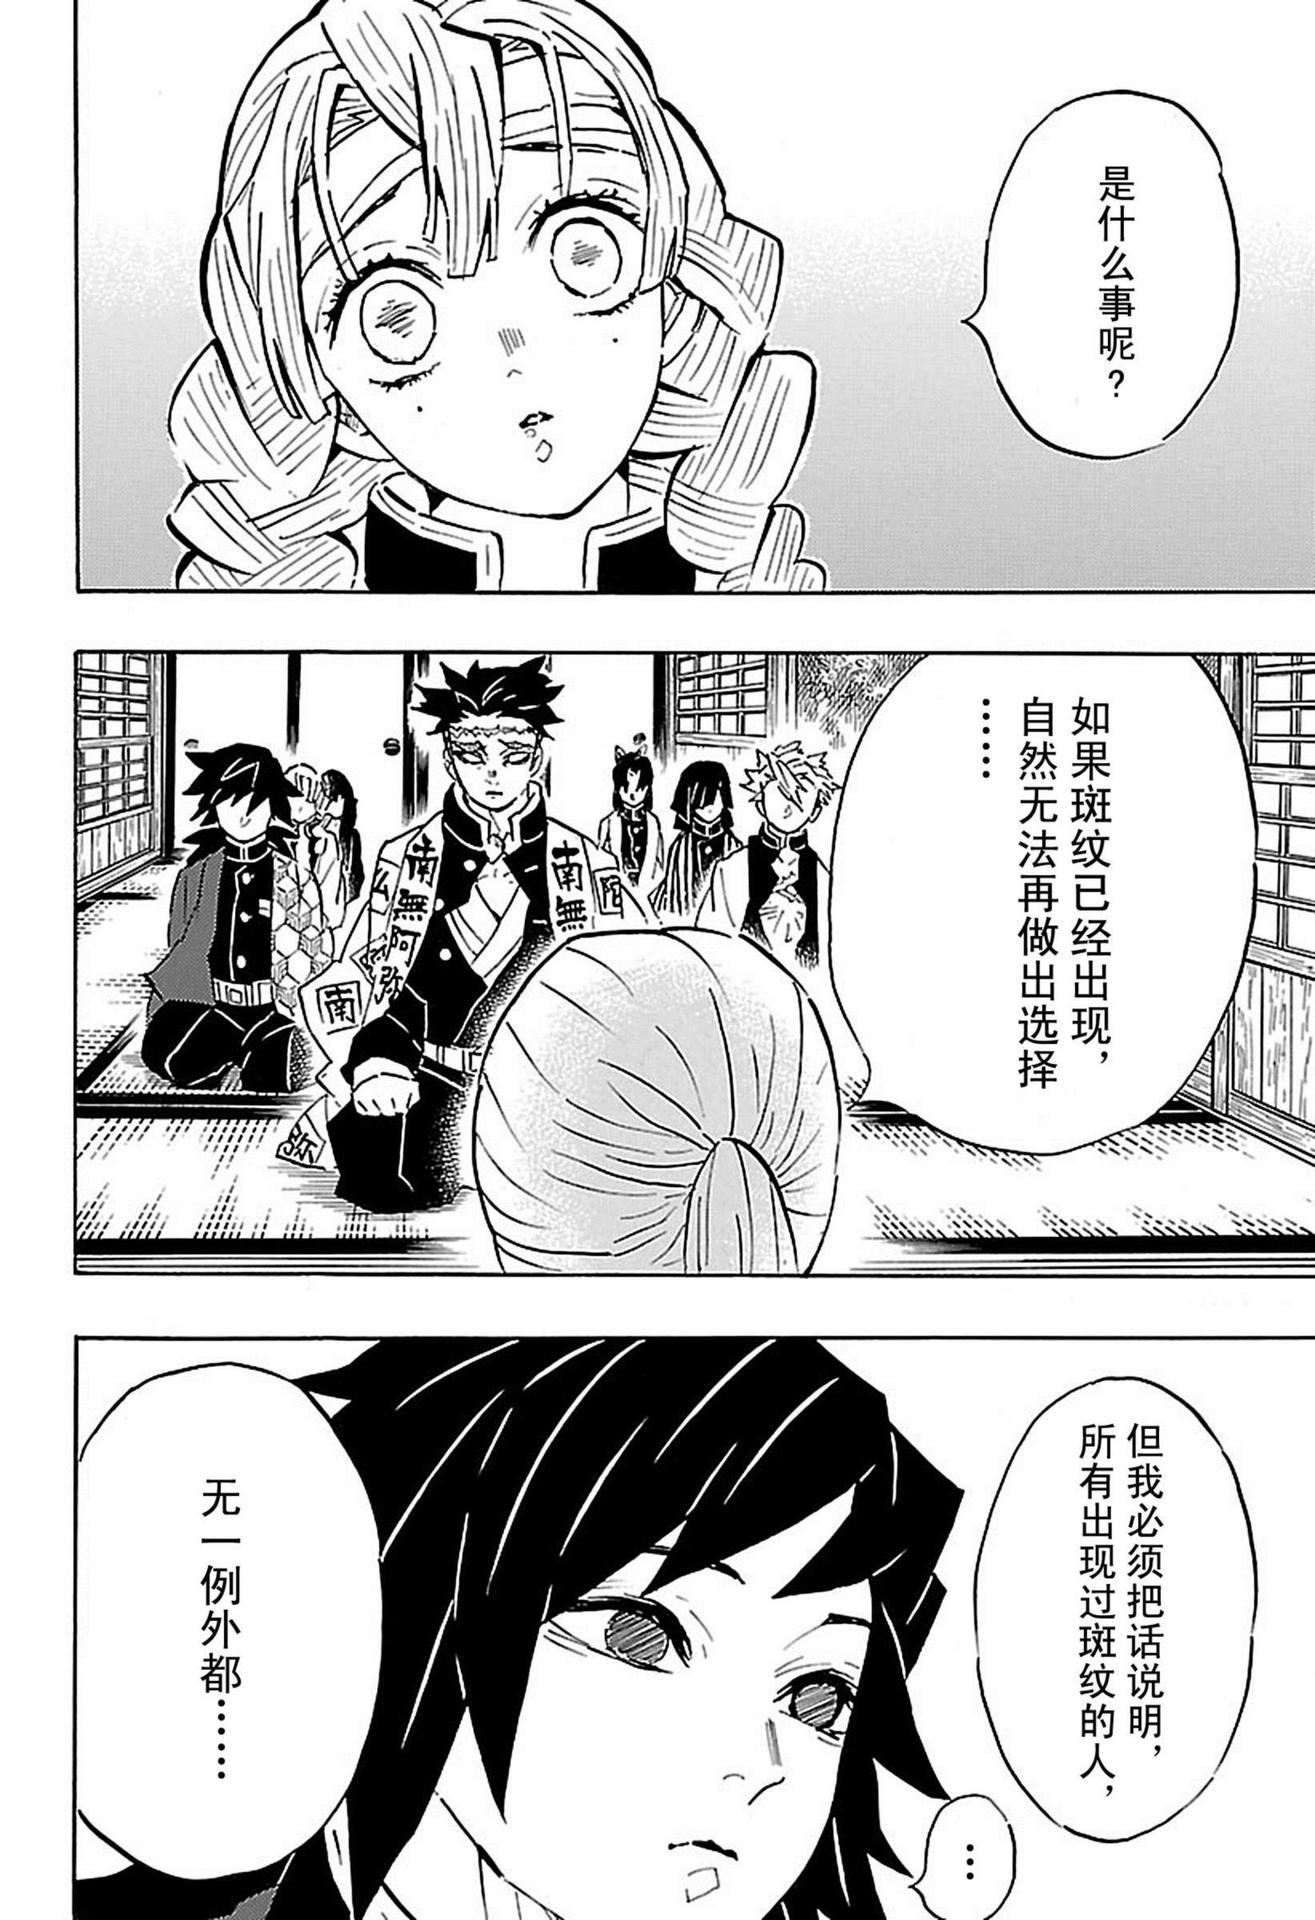 是什么事呢？
如果斑纹已经出现，
自然无法再做出选择
……
南無
南無阿弥
南
弥
但我必须把话说明，
所有出现过斑纹的人，
…
无一例外都……